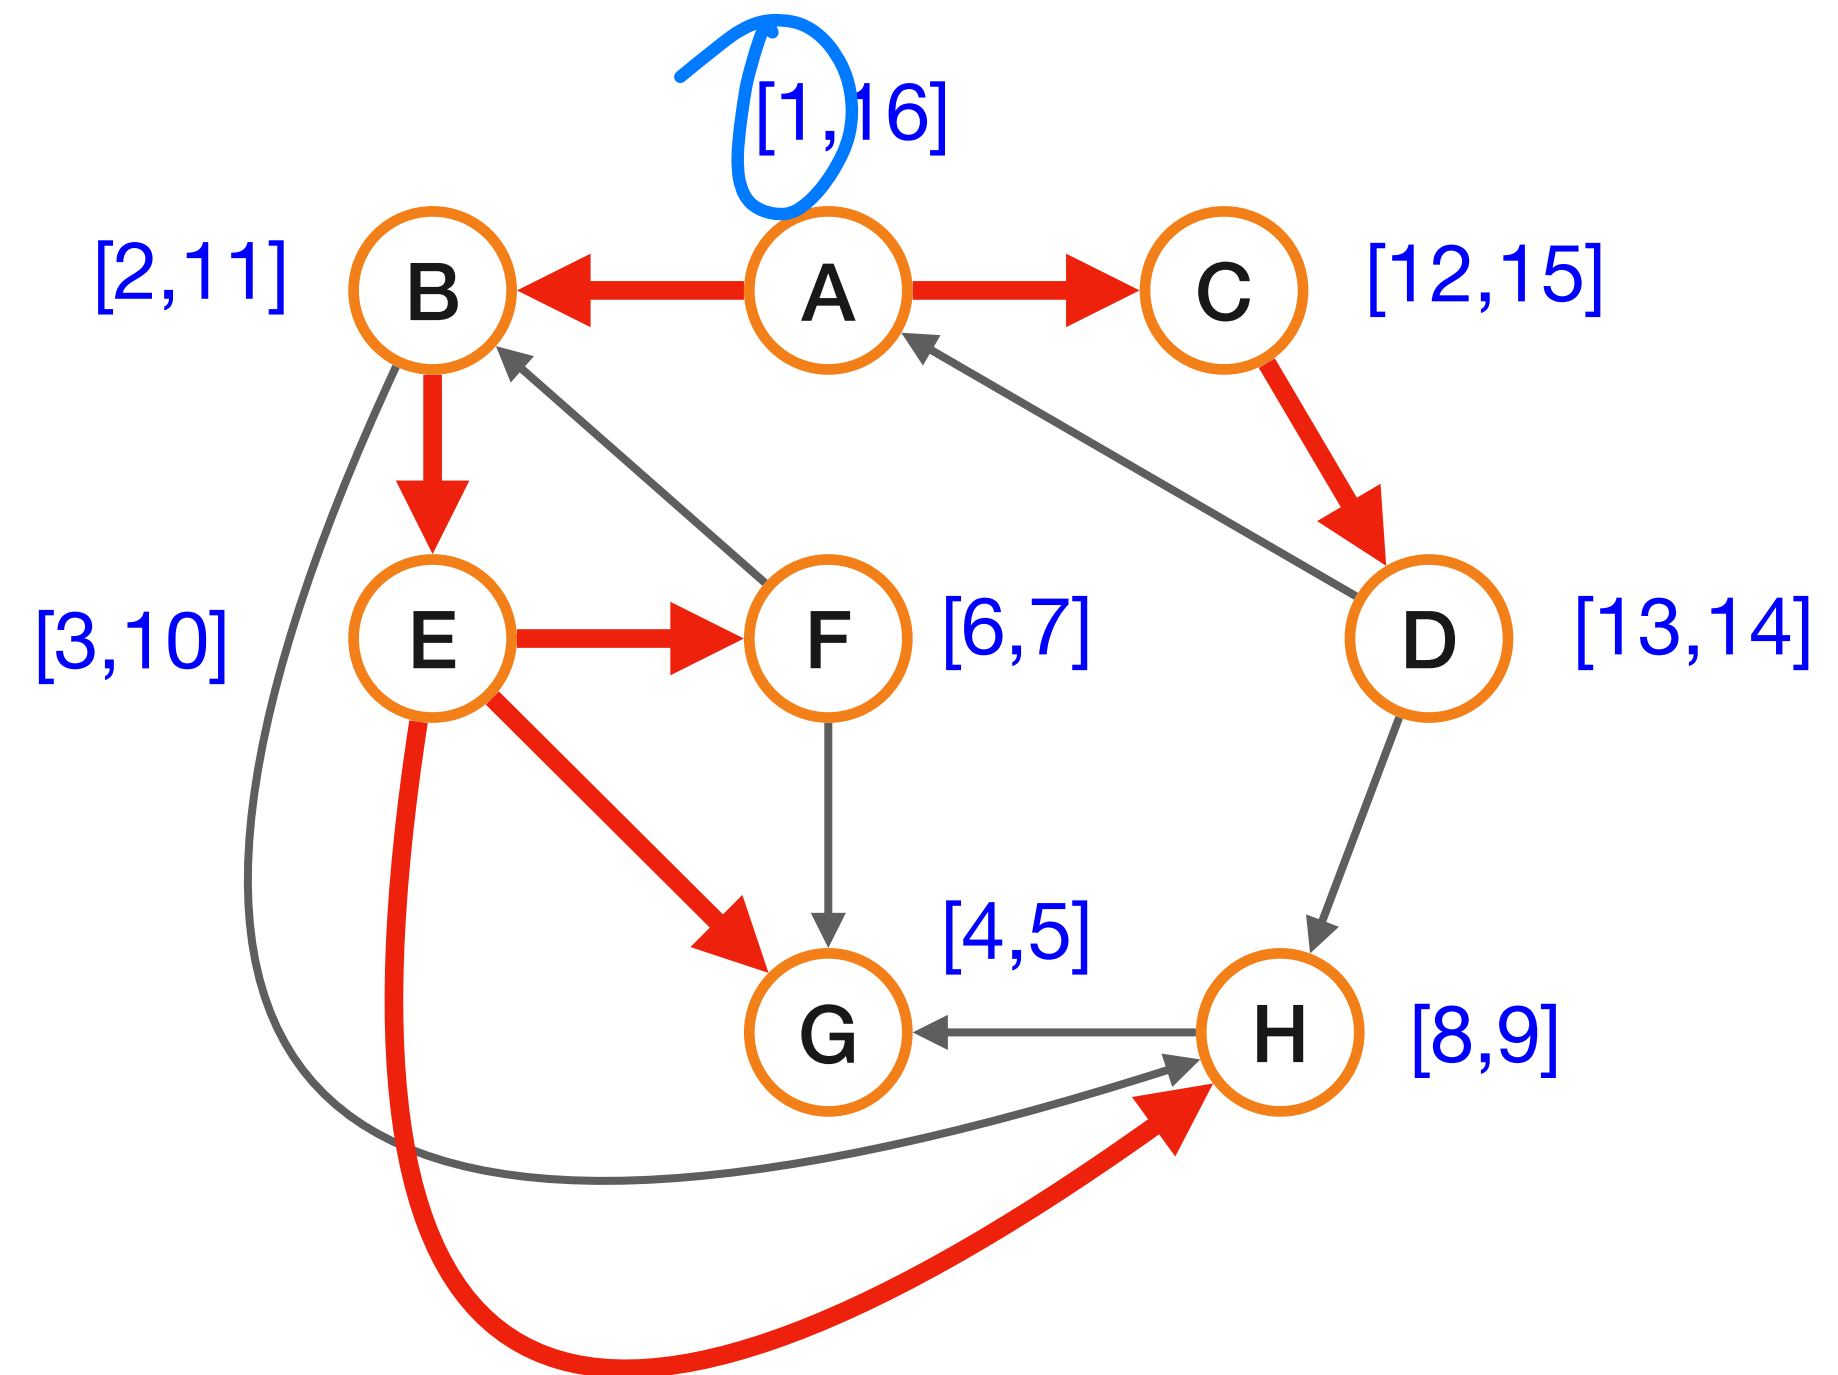 [1,16]
[2,11]
B
A
C
[12,15]
[3,10]
E
F
[6,7]
D
[13,14]
[4,5]
G
H
[8,9]